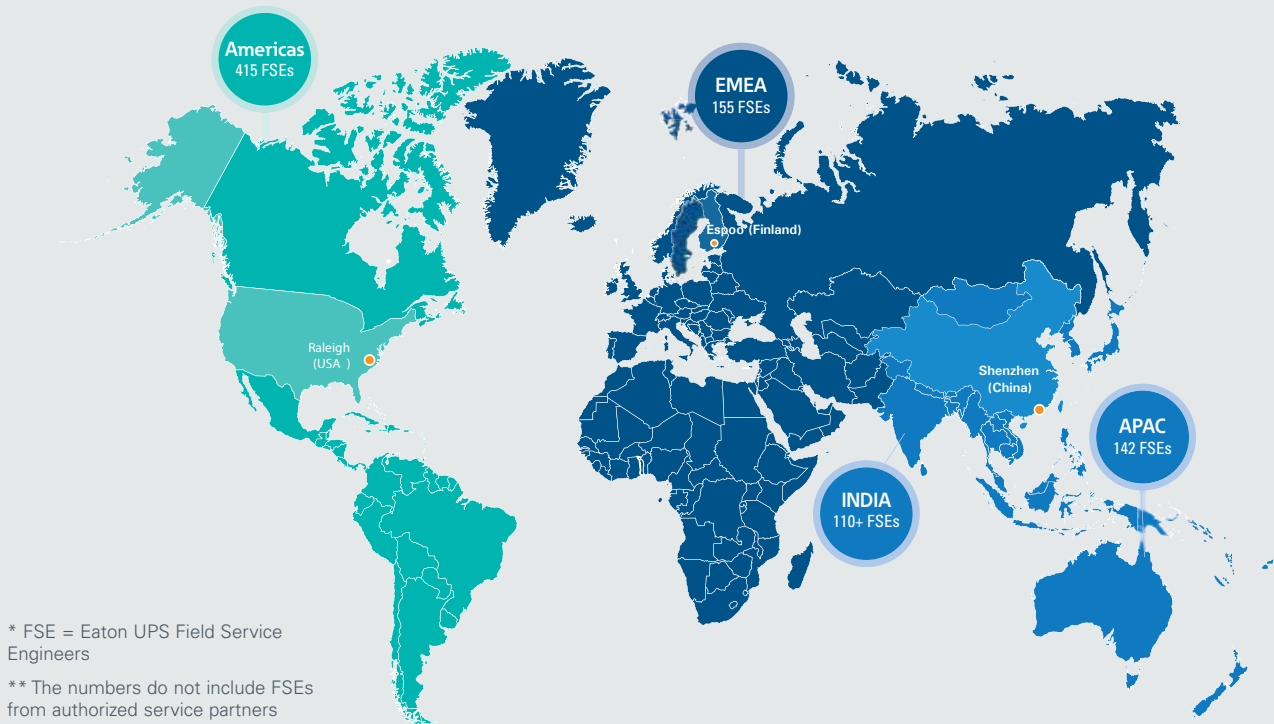 Americas
415 FSEs
EMEA
155 FSEs
Espoo (Finland)
Raleigh
(USA )
Shenzhen
(China)
APAC
142 FSEs
INDIA
110+ FSEs
* FSE = Eaton UPS Field Service
Engineers
** The numbers do not include FSEs
from authorized service partners